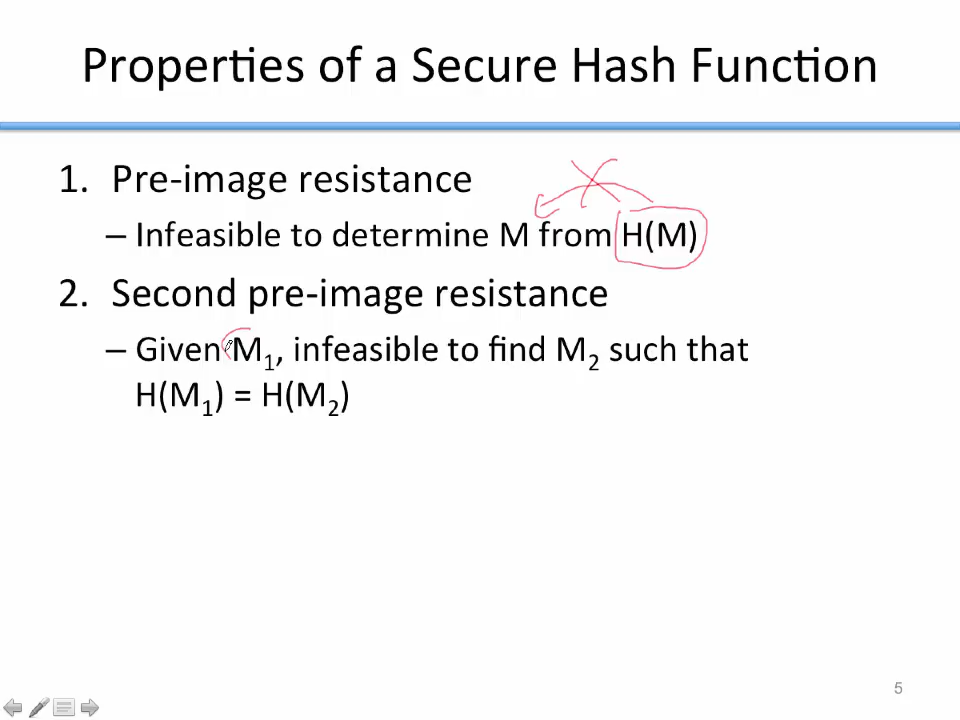 Properties of a Secure Hash Function
1. Pre-image resistance
– Infeasible to determine M from H(M)
2. Second pre-image resistance
– Given M₁, infeasible to find M₂ such that
H(M₁) = H(M₂)
5